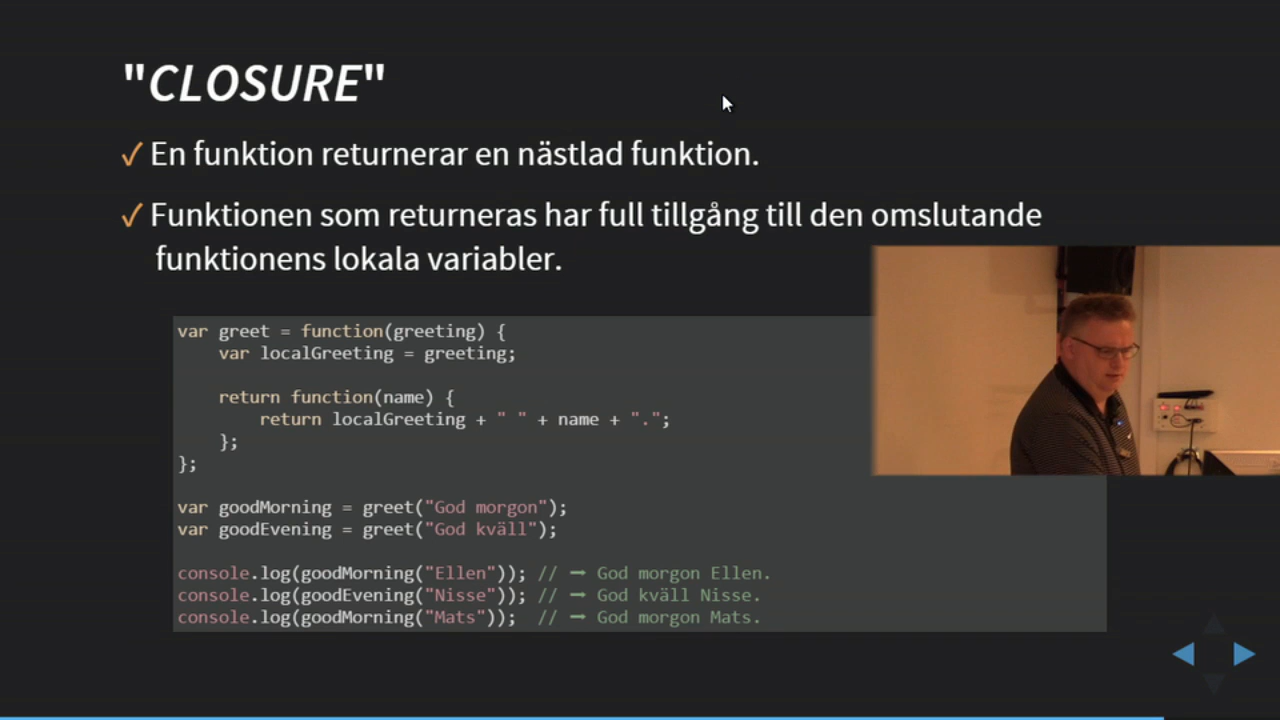 "CLOSURE"
✓ En funktion returnerar en nästlad funktion.
✓ Funktionen som returneras har full tillgång till den omslutande
funktionens lokala variabler.
var greet = function(greeting) {
    var localGreeting = greeting;
    return function(name) {
        return localGreeting + " " + name + ".";
    };
};
var goodMorning = greet("God morgon");
var goodEvening = greet("God kväll");
console.log(goodMorning("Ellen")); // ➞ God morgon Ellen.
console.log(goodEvening("Nisse")); // ➞ God kväll Nisse.
console.log(goodMorning("Mats"));  // ➞ God morgon Mats.